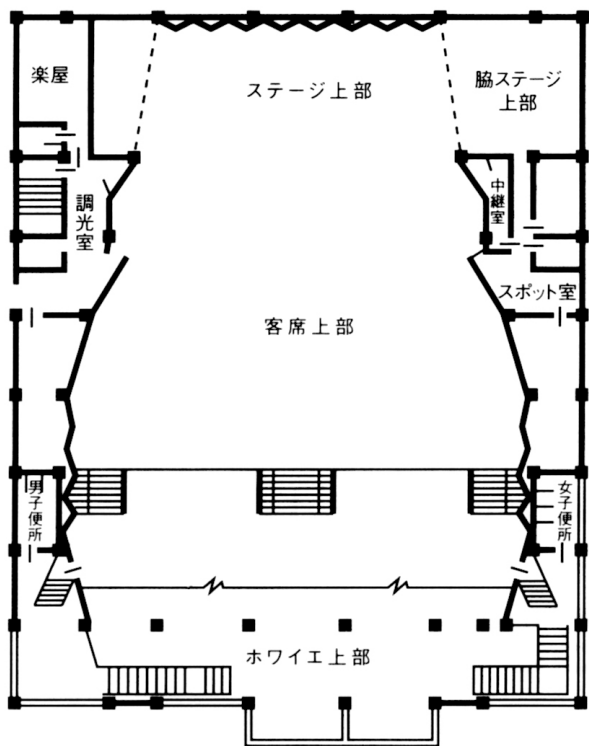 楽屋
ステージ上部
脇ステージ
上部
調光室
中継室
スポット室
客席上部
男子便所
女子便所
ホワイエ上部